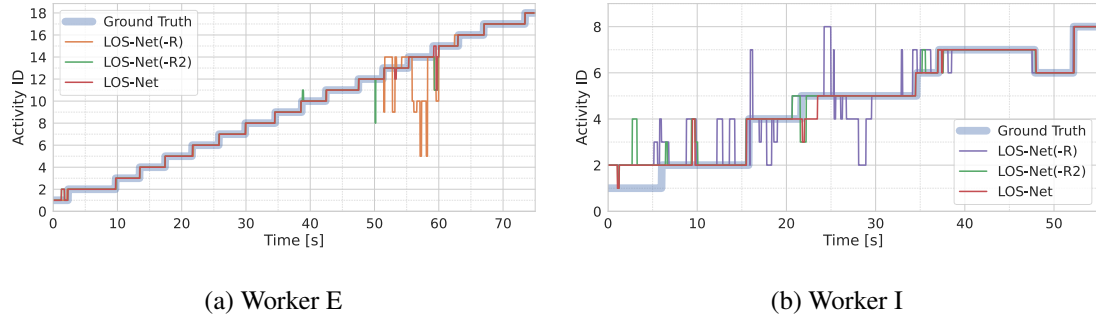 18
16
14
12
10
8
6
4
2
0
Activity ID
0 10 20 30 40 50 60 70
Time [s]
Ground Truth
LOS-Net(-R)
LOS-Net(-R2)
LOS-Net
(a) Worker E
8
6
4
2
0
Activity ID
0 10 20 30 40 50
Time [s]
Ground Truth
LOS-Net(-R)
LOS-Net(-R2)
LOS-Net
(b) Worker I